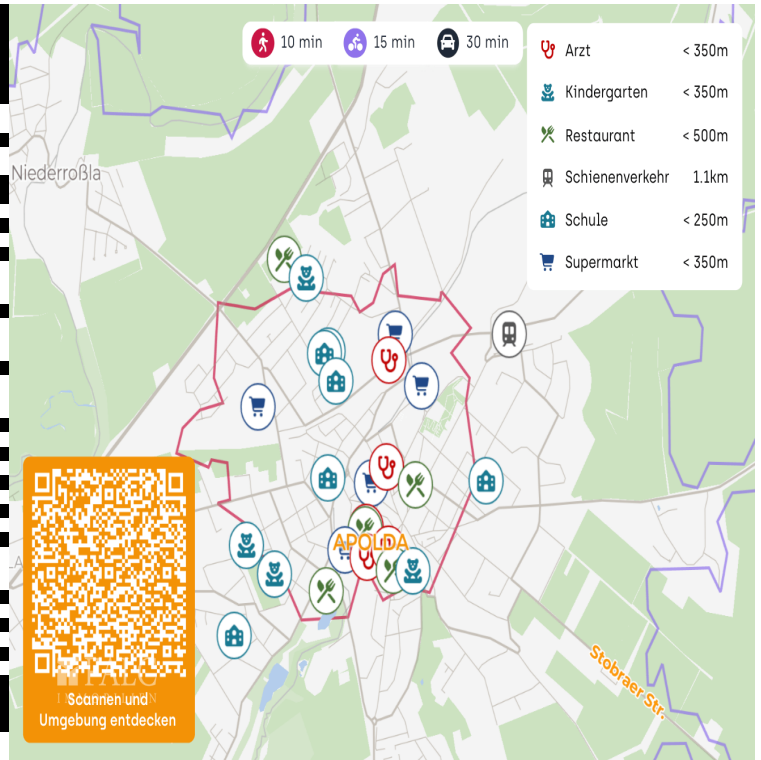 10 min
15 min
30 min
Arzt < 350m
Kindergarten < 350m
Restaurant < 500m
Schienenverkehr 1.1km
Schule < 250m
Supermarkt < 350m
Niederroßla
APOLDA
Stobraer Str.
Scannen und
Umgebung entdecken